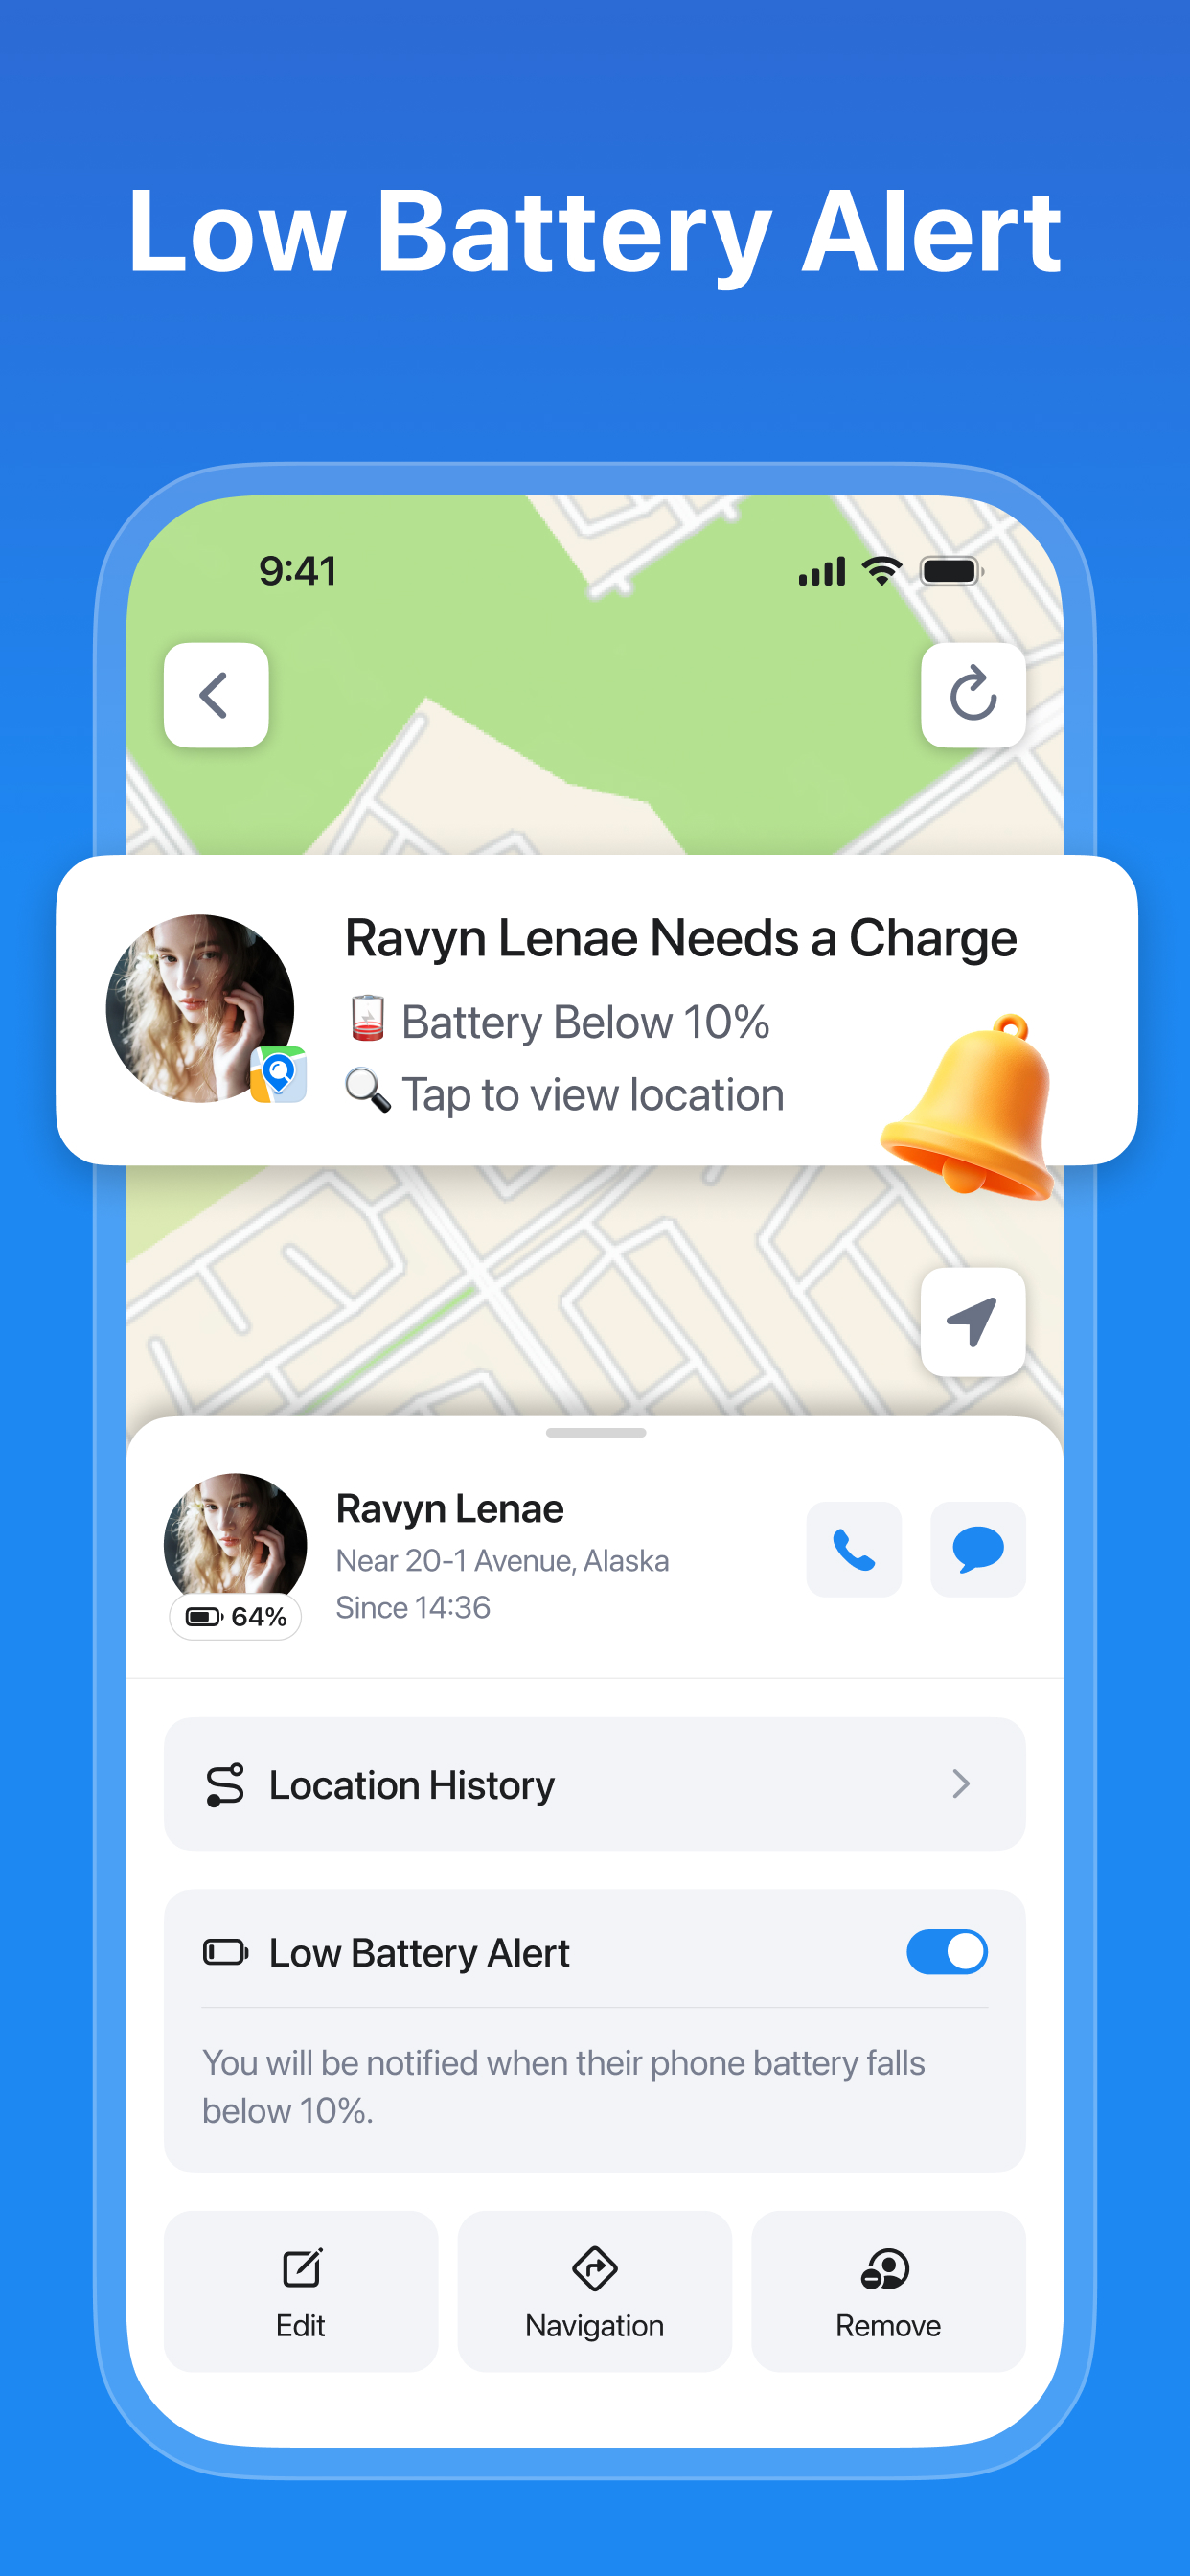 Low Battery Alert
9:41
Ravyn Lenae Needs a Charge
Battery Below 10%
Tap to view location
Ravyn Lenae
Near 20-1 Avenue, Alaska
Since 14:36
64%
Location History
Low Battery Alert
You will be notified when their phone battery falls
below 10%.
Edit
Navigation
Remove